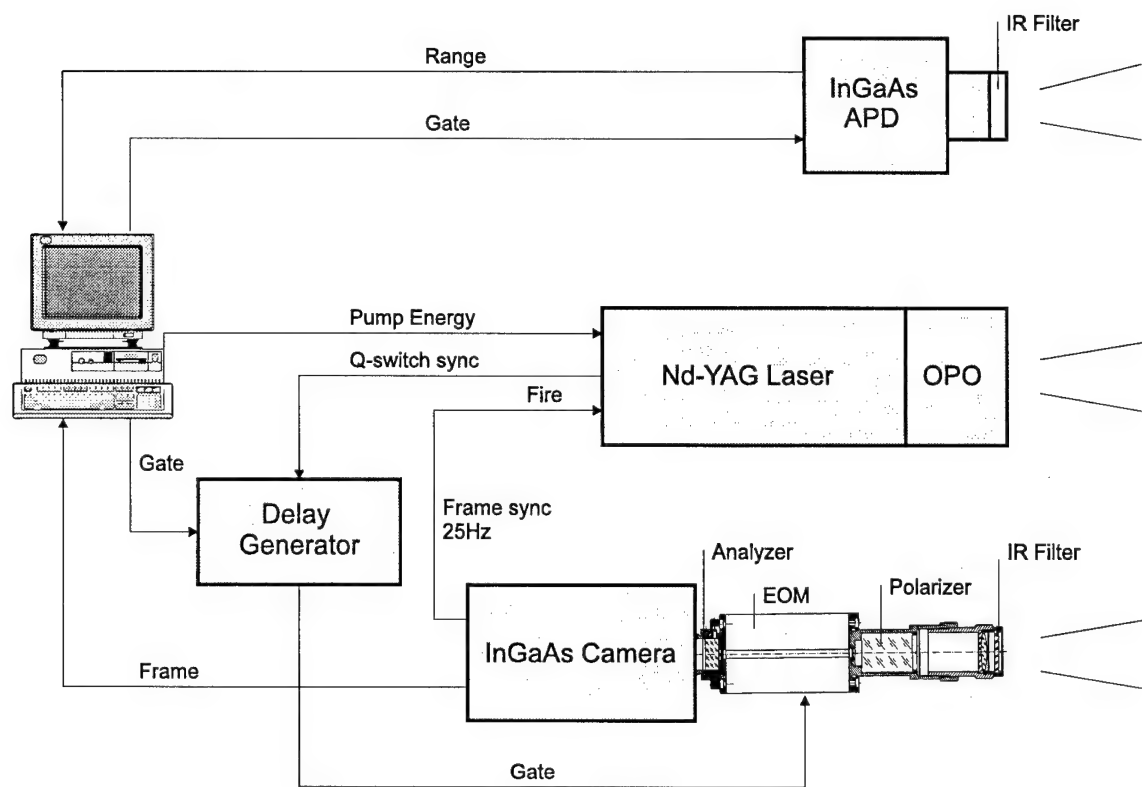 IR Filter
Range
InGaAs
APD
Gate
Pump Energy
Q-switch sync
Nd-YAG Laser
OPO
Fire
Gate
Delay
Generator
Frame sync
25Hz
Analyzer
IR Filter
EOM
Polarizer
InGaAs Camera
Frame
Gate